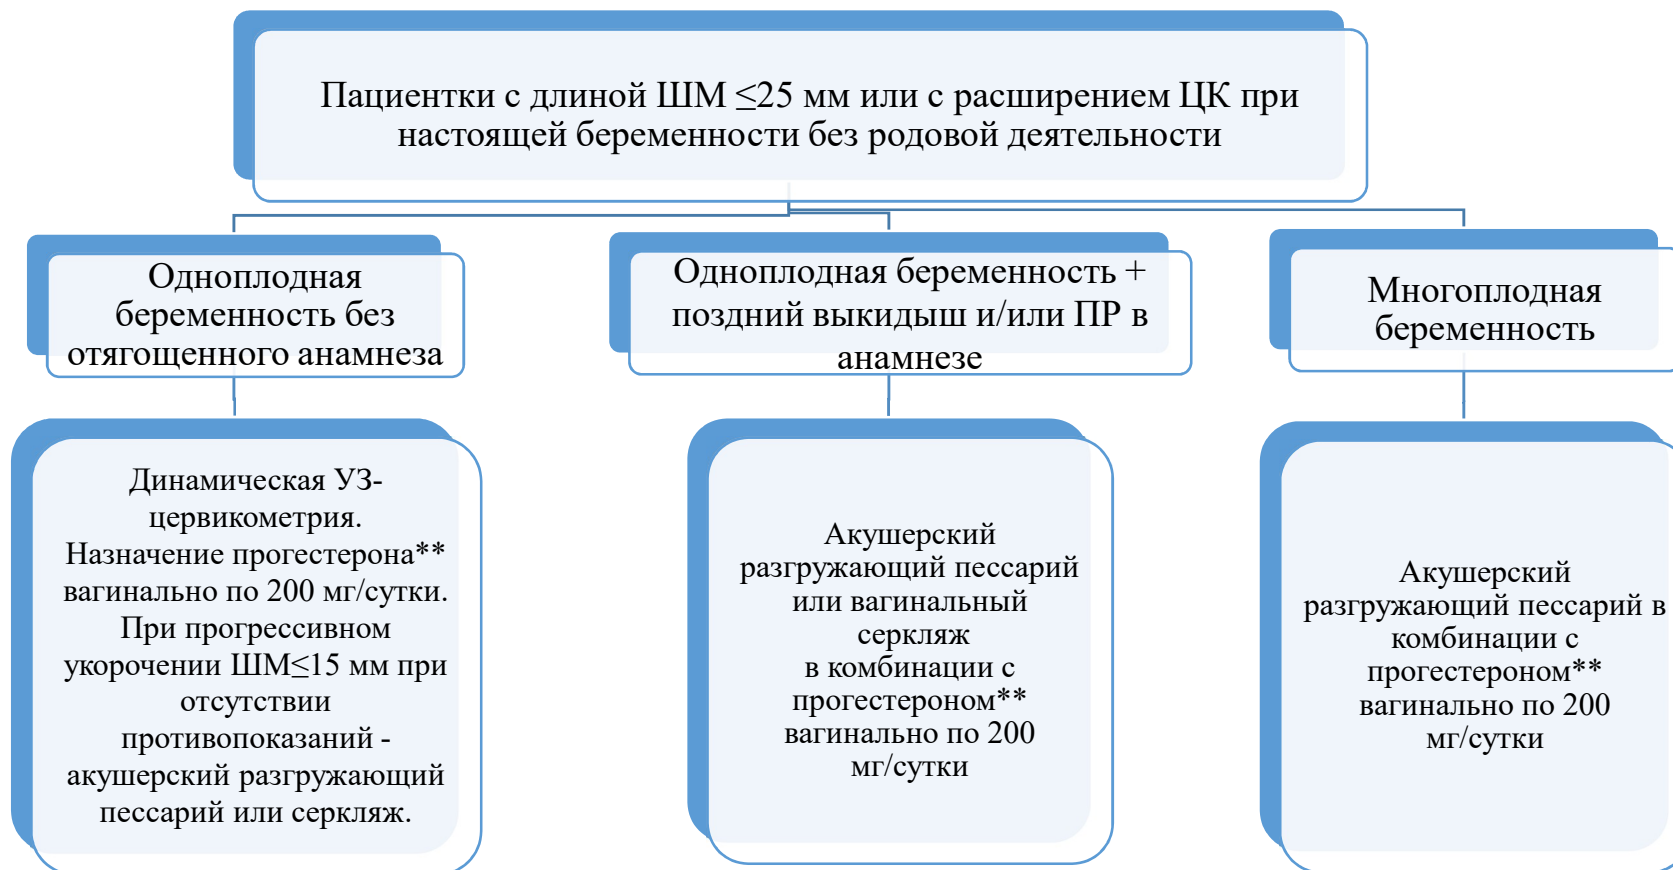 Пациентки с длиной ШМ ≤25 мм или с расширением ЦК при
настоящей беременности без родовой деятельности
Одноплодная
беременность без
отягощенного анамнеза
Одноплодная беременность +
поздний выкидыш и/или ПР в
анамнезе
Многоплодная
беременность
Динамическая УЗ-
цервикометрия.
Назначение прогестерона**
вагинально по 200 мг/сутки.
При прогрессивном
укорочении ШМ≤15 мм при
отсутствии
противопоказаний -
акушерский разгружающий
пессарий или серкляж.
Акушерский
разгружающий пессарий
или вагинальный
серкляж
в комбинации с
прогестероном**
вагинально по 200
мг/сутки
Акушерский
разгружающий пессарий в
комбинации с
прогестероном**
вагинально по 200
мг/сутки